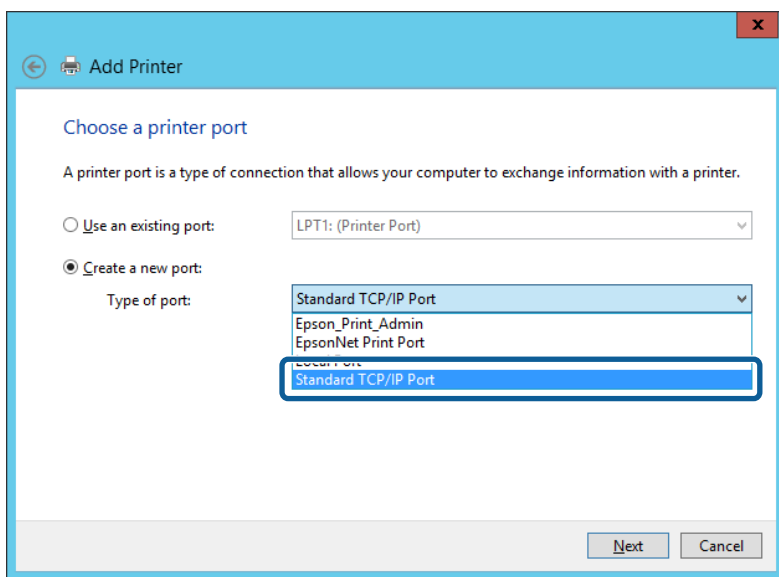 x
Add Printer
Choose a printer port
A printer port is a type of connection that allows your computer to exchange information with a printer.
Use an existing port: LPT1: (Printer Port)
Create a new port:
Type of port: Standard TCP/IP Port
Epson_Print_Admin
EpsonNet Print Port
Local Port
Standard TCP/IP Port
Next Cancel